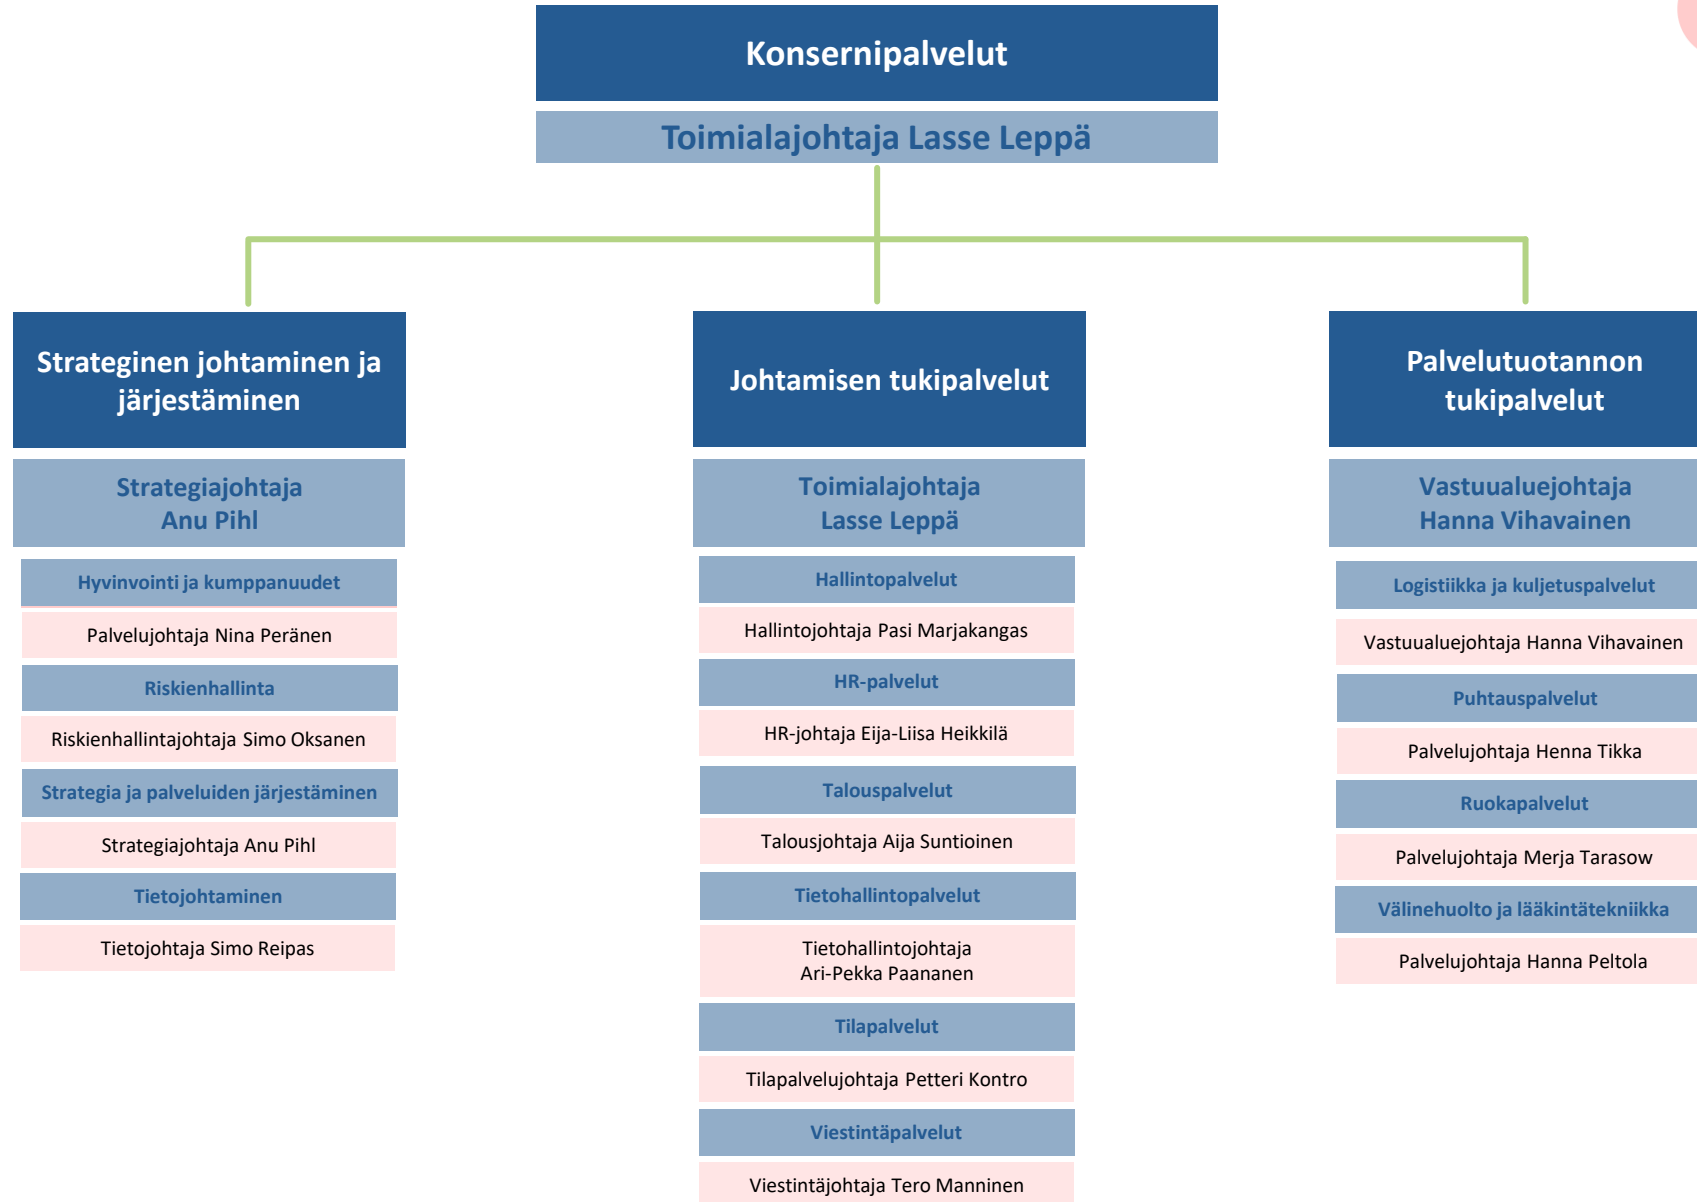 Konsernipalvelut
Toimialajohtaja Lasse Leppä
Strateginen johtaminen ja
järjestäminen
Strategiajohtaja
Anu Pihl
Hyvinvointi ja kumppanuudet
Palvelujohtaja Nina Peränen
Riskienhallinta
Riskienhallintajohtaja Simo Oksanen
Strategia ja palveluiden järjestäminen
Strategiajohtaja Anu Pihl
Tietojohtaminen
Tietojohtaja Simo Reipas
Johtamisen tukipalvelut
Toimialajohtaja
Lasse Leppä
Hallintopalvelut
Hallintojohtaja Pasi Marjakangas
HR-palvelut
HR-johtaja Eija-Liisa Heikkilä
Talouspalvelut
Talousjohtaja Aija Suntioinen
Tietohallintopalvelut
Tietohallintojohtaja
Ari-Pekka Paananen
Tilapalvelut
Tilapalvelujohtaja Petteri Kontro
Viestintäpalvelut
Viestintäjohtaja Tero Manninen
Palvelutuotannon
tukipalvelut
Vastuualuejohtaja
Hanna Vihavainen
Logistiikka ja kuljetuspalvelut
Vastuualuejohtaja Hanna Vihavainen
Puhtauspalvelut
Palvelujohtaja Henna Tikka
Ruokapalvelut
Palvelujohtaja Merja Tarasow
Välinehuolto ja lääkintätekniikka
Palvelujohtaja Hanna Peltola